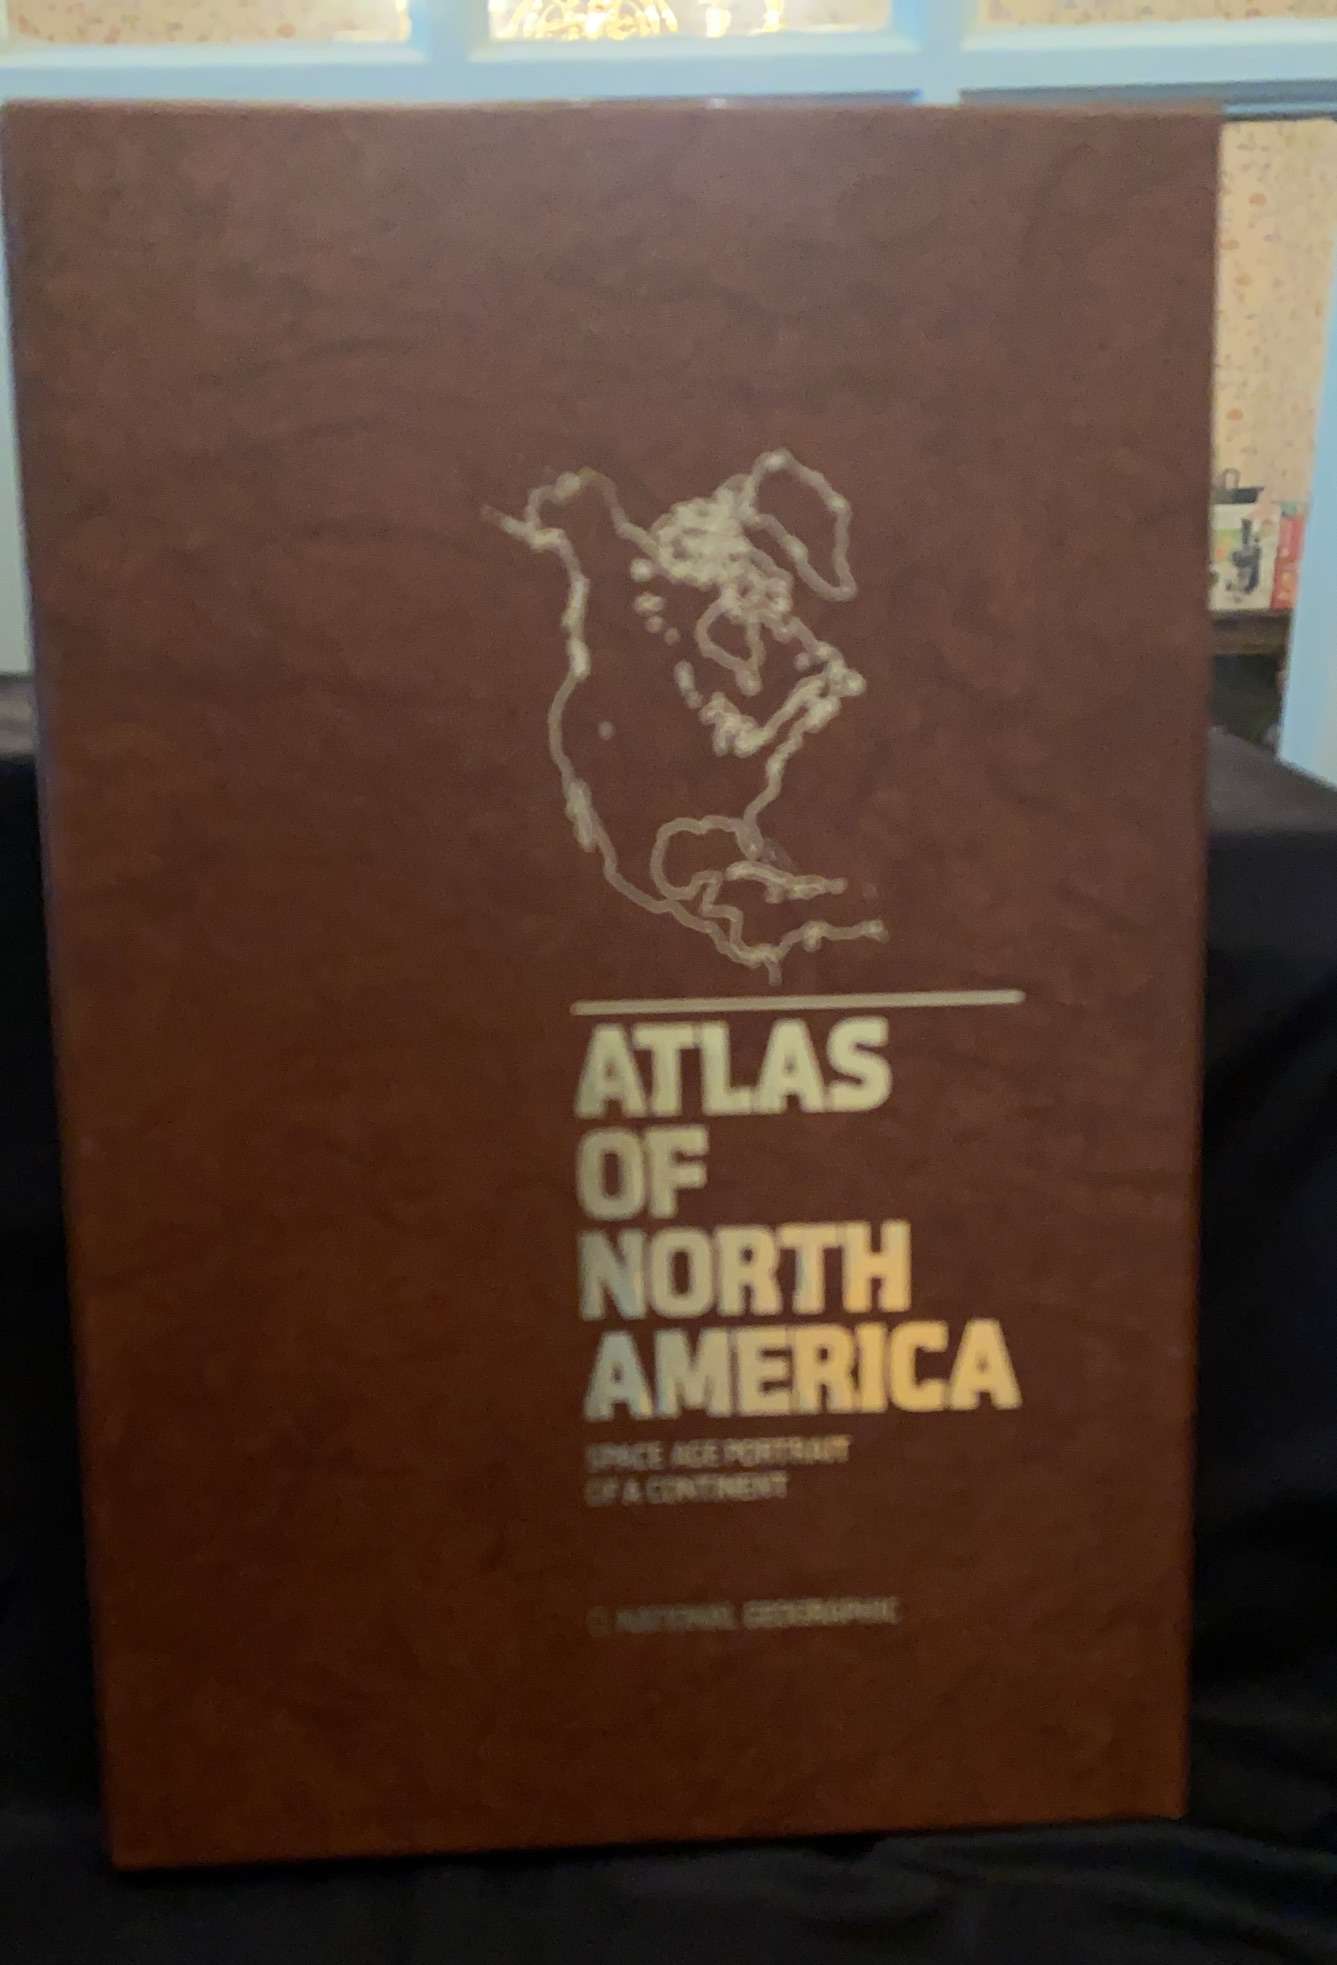 ATLAS
OF
NORTH
AMERICA
SPACE AGE PORTRAIT
OF A CONTINENT
NATIONAL GEOGRAPHIC